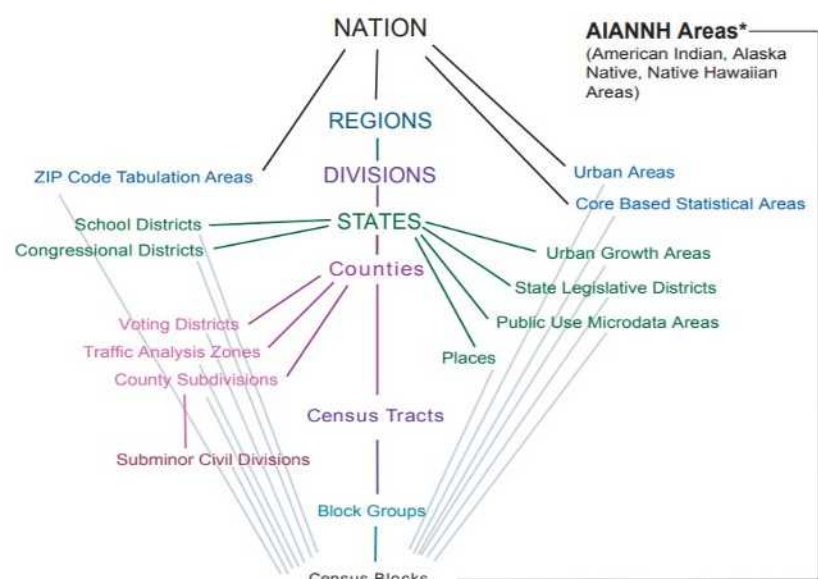 NATION
AIANNH Areas*
(American Indian, Alaska
Native, Native Hawaiian
Areas)
REGIONS
ZIP Code Tabulation Areas
DIVISIONS
Urban Areas
Core Based Statistical Areas
School Districts
STATES
Congressional Districts
Urban Growth Areas
Counties
State Legislative Districts
Voting Districts
Public Use Microdata Areas
Traffic Analysis Zones
Places
County Subdivisions
Census Tracts
Subminor Civil Divisions
Block Groups
Census Blocks